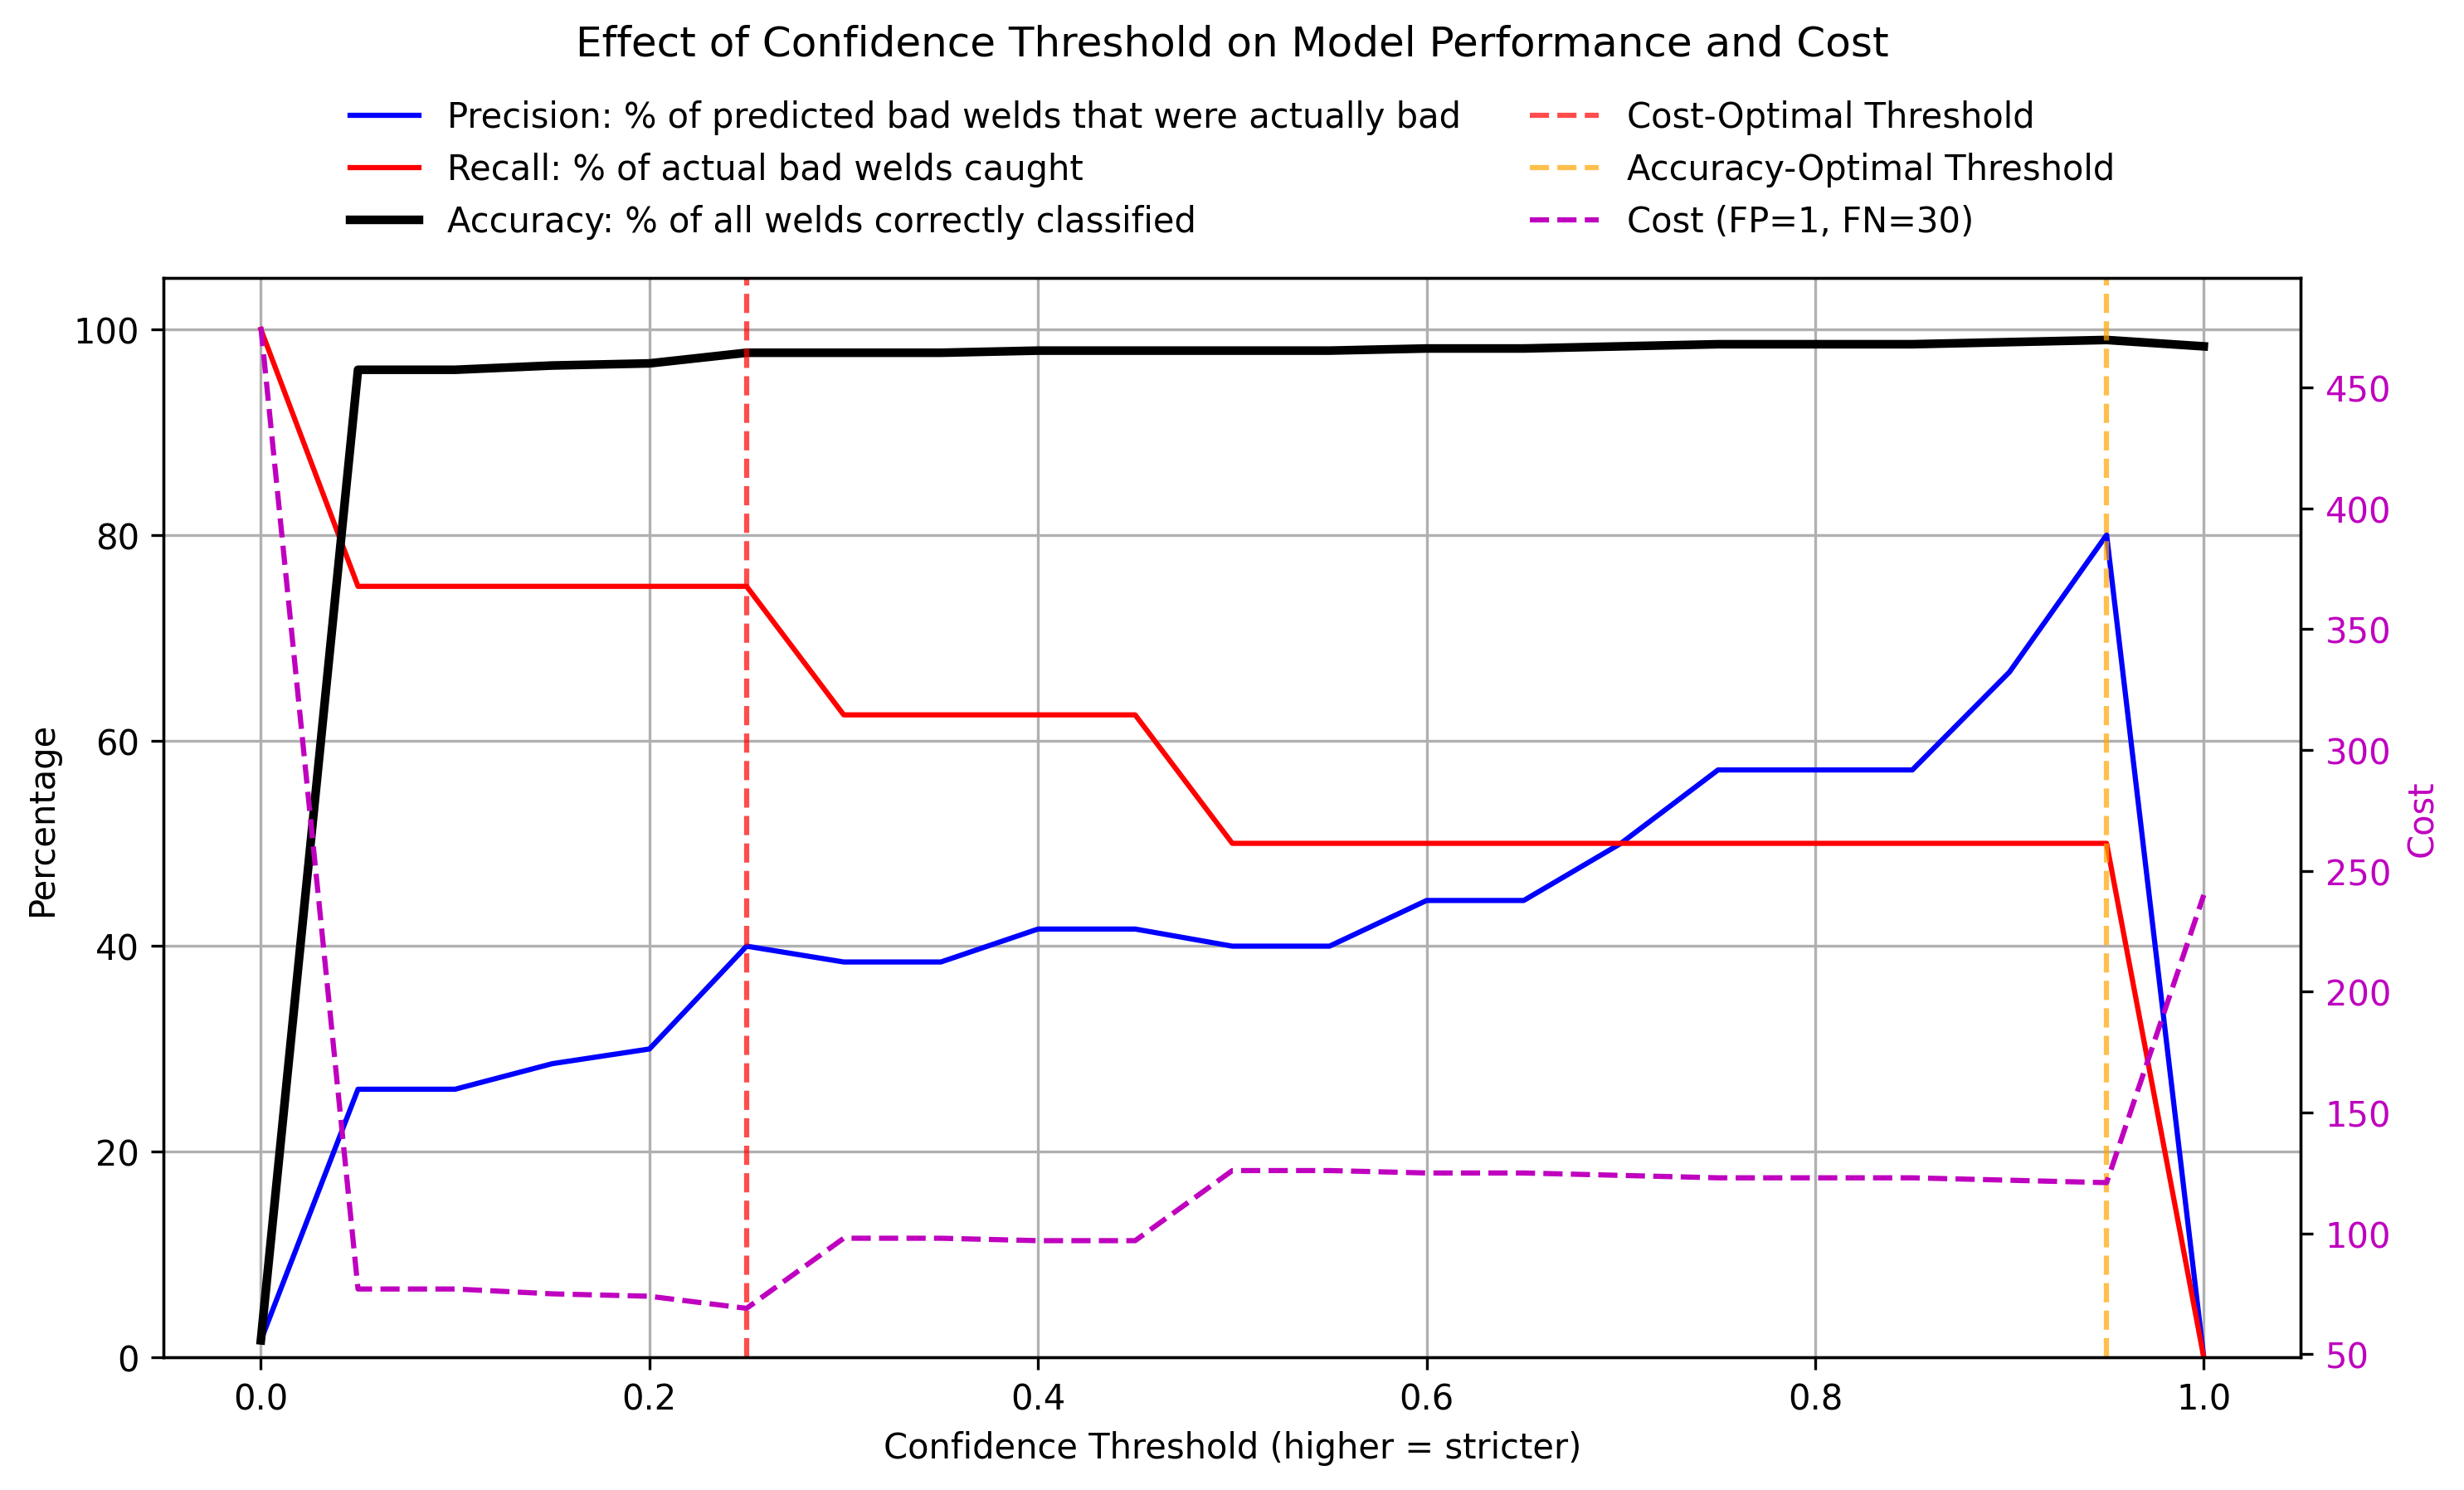 Effect of Confidence Threshold on Model Performance and Cost
Precision: % of predicted bad welds that were actually bad
Recall: % of actual bad welds caught
Accuracy: % of all welds correctly classified
Cost-Optimal Threshold
Accuracy-Optimal Threshold
Cost (FP=1, FN=30)
Percentage
100
80
60
40
20
0
450
400
350
300
250
200
150
100
50
Cost
0.0
0.2
0.4
0.6
0.8
1.0
Confidence Threshold (higher = stricter)